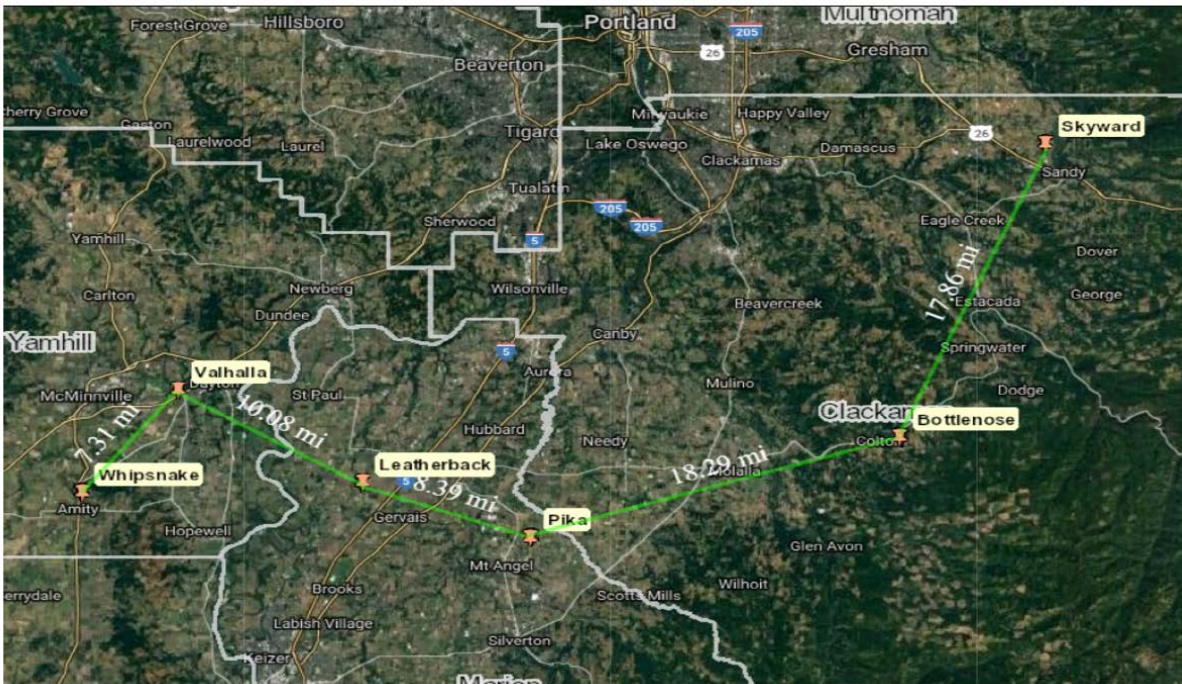 Forest Grove
Hillsboro
Portland
Multnomah
205
26
Gresham
Beaverton
Cherry Grove
Gaston
Laurelwood
Laurel
Tigard
Milwaukie
Happy Valley
Lake Oswego
Clackamas
Damascus
26
Skyward
Sandy
Tualatin
205
205
Sherwood
Eagle Creek
Yamhill
5
Dover
17.86 mi
Newberg
Wilsonville
Carlton
Dundee
Beavercreek
Estacada
George
Yamhill
Canby
Springwater
5
Aurora
Valhalla
Dayton
McMinnville
St Paul
Mulino
Dodge
7.31 mi
10.08 mi
Clackam
Bottlenose
Hubbard
Needy
Colton
Whipsnake
Leatherback
18.29 mi
Molalla
5
8.39 mi
Amity
Gervais
Pika
Hopewell
Glen Avon
Mt Angel
Wilhoit
errydale
Brooks
Scotts Mills
Labish Village
Silverton
Keizer
Marion